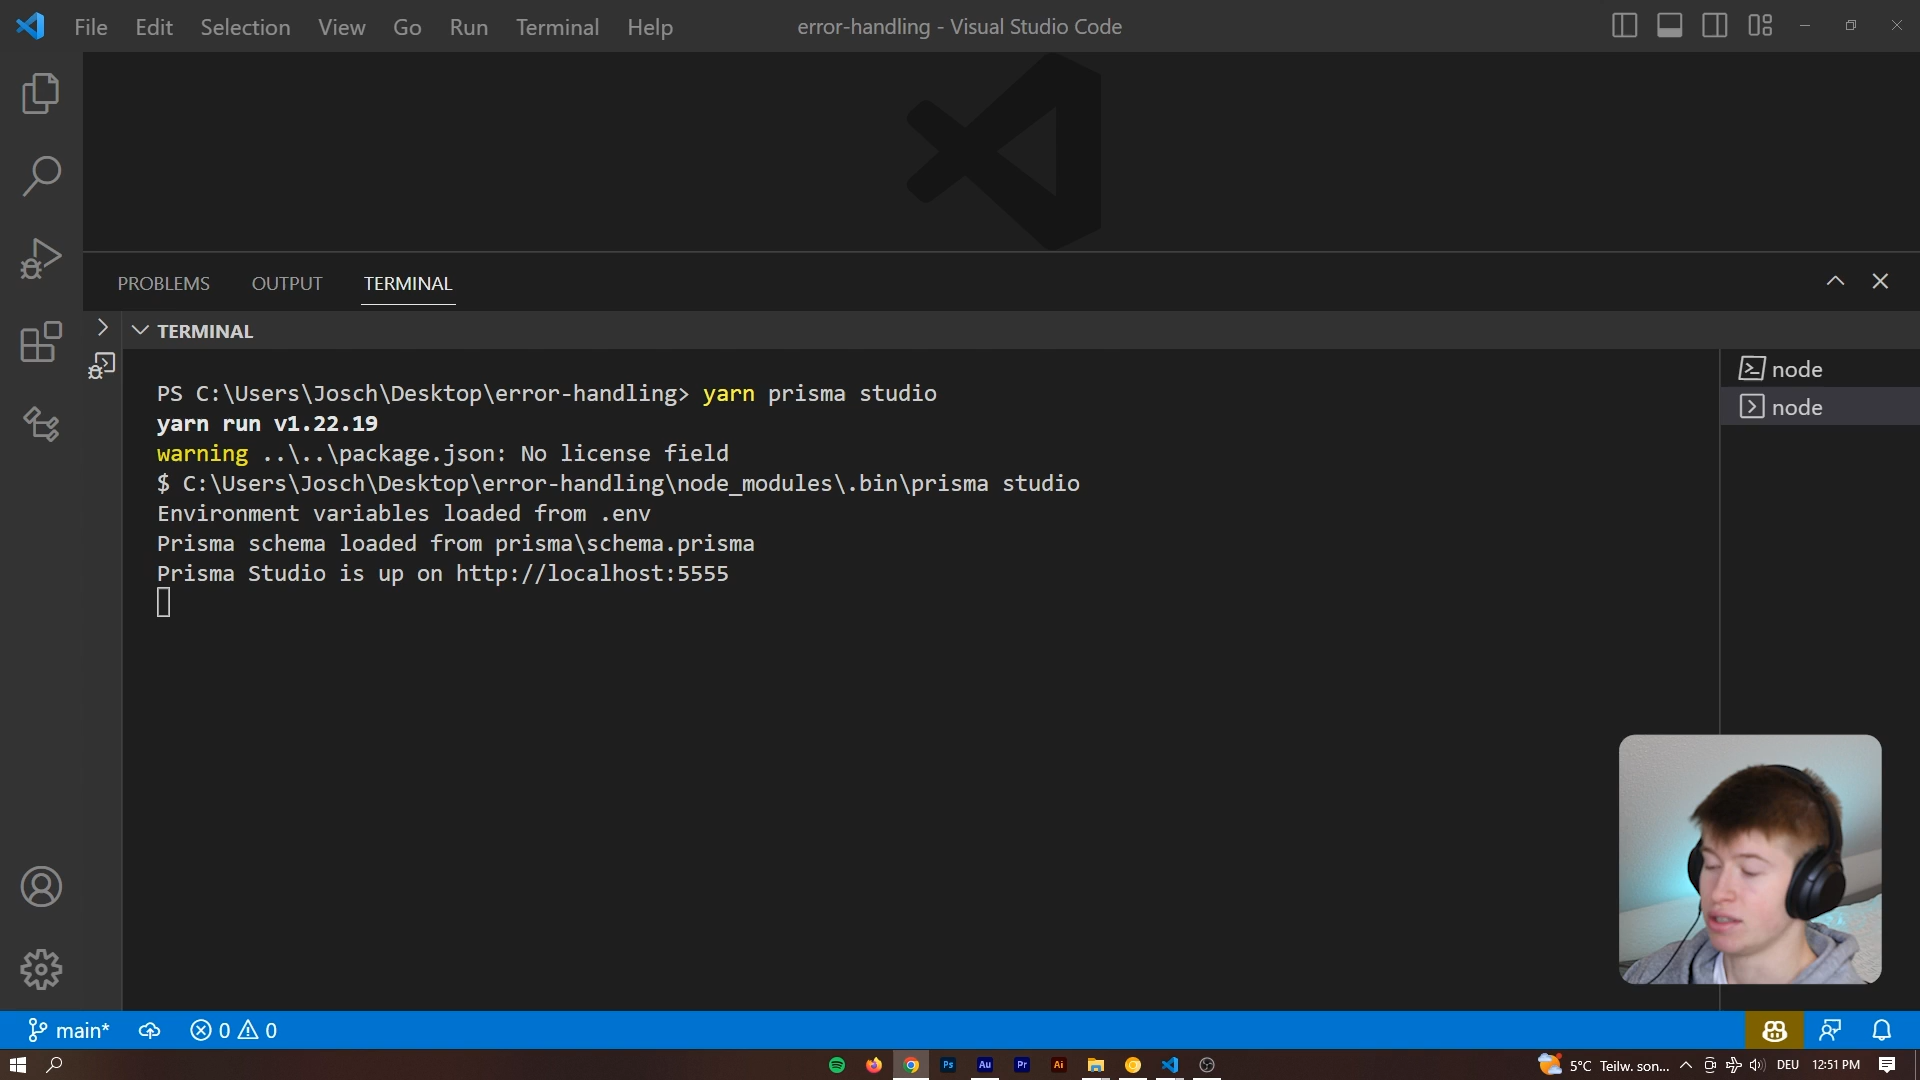 File Edit Selection View Go Run Terminal Help
error-handling - Visual Studio Code
PROBLEMS OUTPUT TERMINAL
TERMINAL
PS C:\Users\Josch\Desktop\error-handling> yarn prisma studio
yarn run v1.22.19
warning ..\..\package.json: No license field
$ C:\Users\Josch\Desktop\error-handling\node_modules\.bin\prisma studio
Environment variables loaded from .env
Prisma schema loaded from prisma\schema.prisma
Prisma Studio is up on http://localhost:5555
node
node
main* 0 0
Ps Au Pr Ai
5°C Teilw. son... DEU 12:51 PM